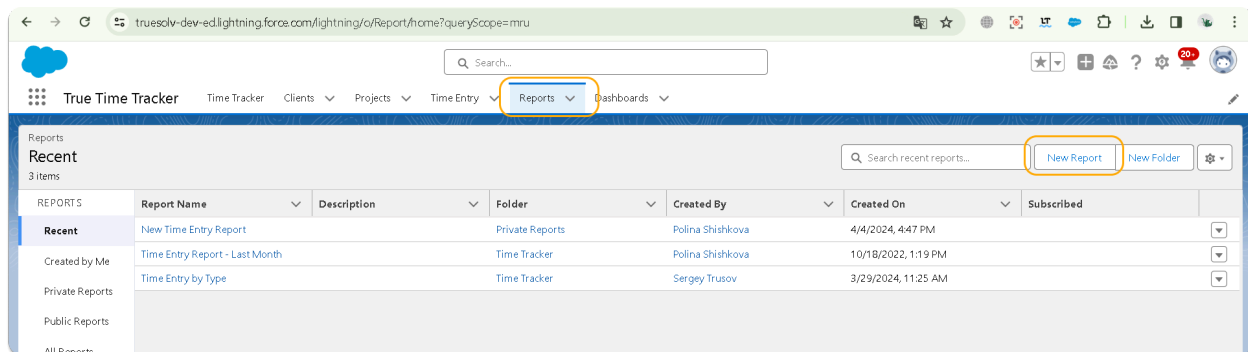 truesolv-dev-ed.lightning.force.com/lightning/o/Report/home?queryScope=mru
LT
Search...
20+
True Time Tracker Time Tracker Clients Projects Time Entry Reports Dashboards
Reports
Recent
3 items
Search recent reports...
New Report
New Folder
REPORTS
Report Name Description Folder Created By Created On Subscribed
Recent
New Time Entry Report Private Reports Polina Shishkova 4/4/2024, 4:47 PM
Created by Me
Time Entry Report - Last Month Time Tracker Polina Shishkova 10/18/2022, 1:19 PM
Time Entry by Type Time Tracker Sergey Trusov 3/29/2024, 11:25 AM
Private Reports
Public Reports
All Reports